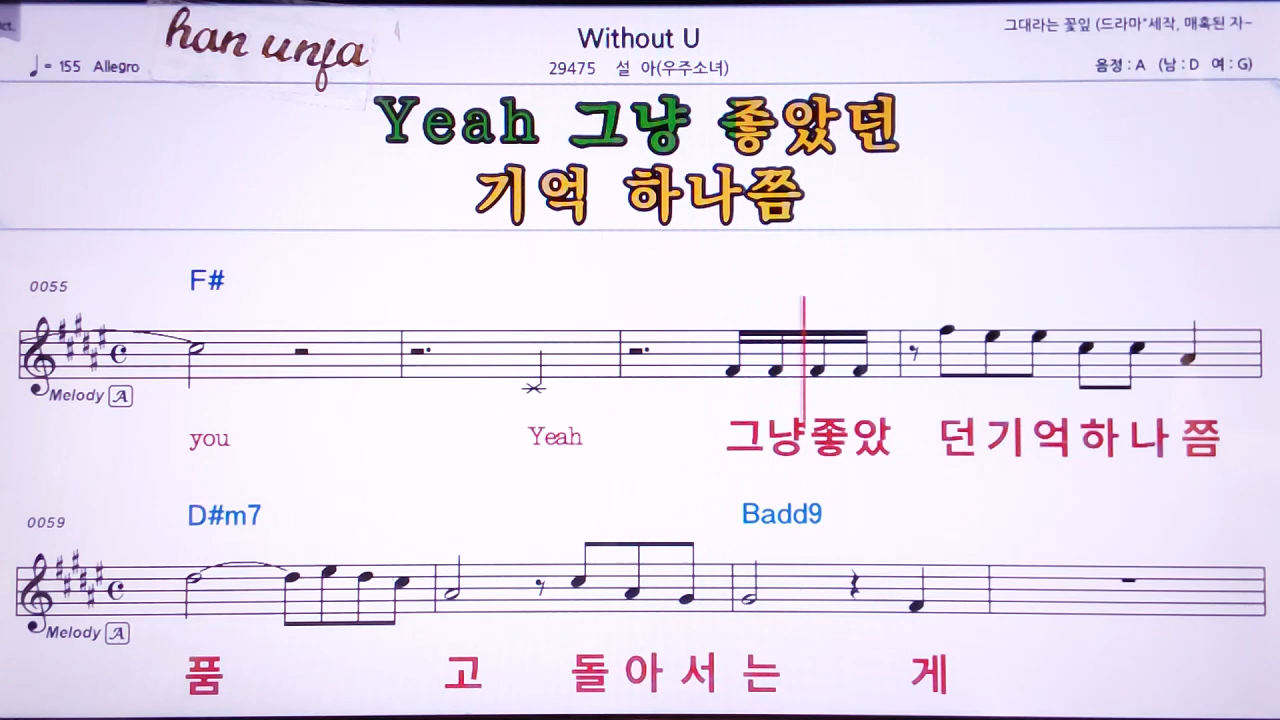 ct.
han unja
Without U
그대라는 꽃잎 (드라마"세작, 매혹된 자~
♩= 155 Allegro
29475 설 아(우주소녀)
음정 : A (남 : D 여 : G)
Yeah 그냥 좋았던
기억 하나쯤
0055
F#
Melody A
you Yeah 그냥좋았 던기억하나쯤
0059
D#m7 Badd9
Melody A
품 고 돌아서는 게